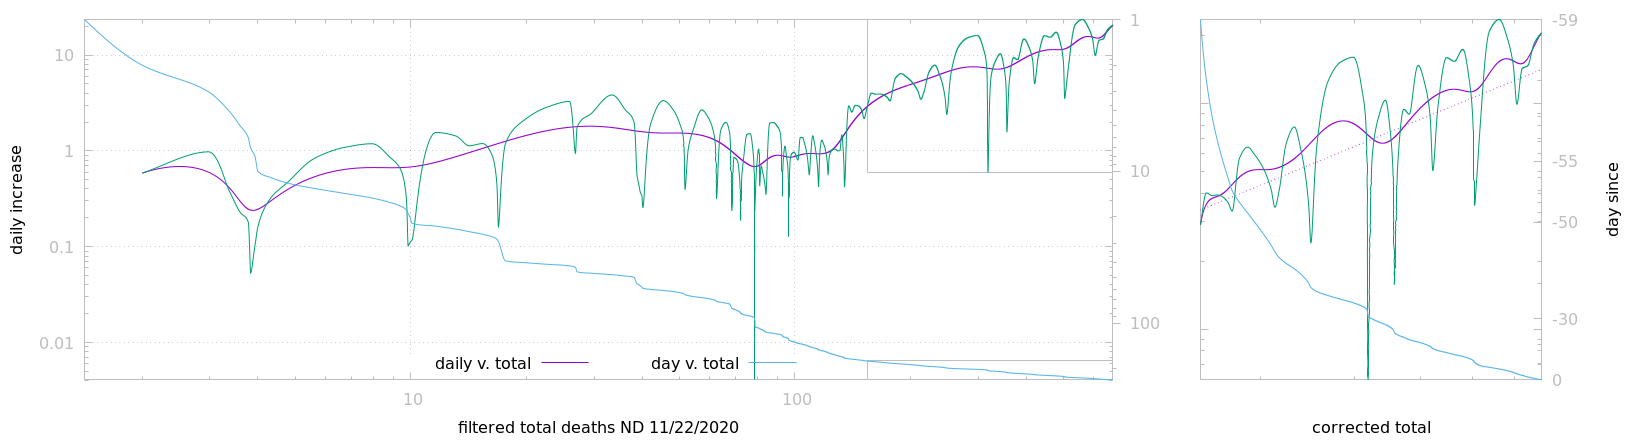 daily increase
10
1
0.1
0.01
10
100
1
10
100
daily v. total
day v. total
filtered total deaths ND 11/22/2020
-59
-55
-50
-30
0
day since
corrected total